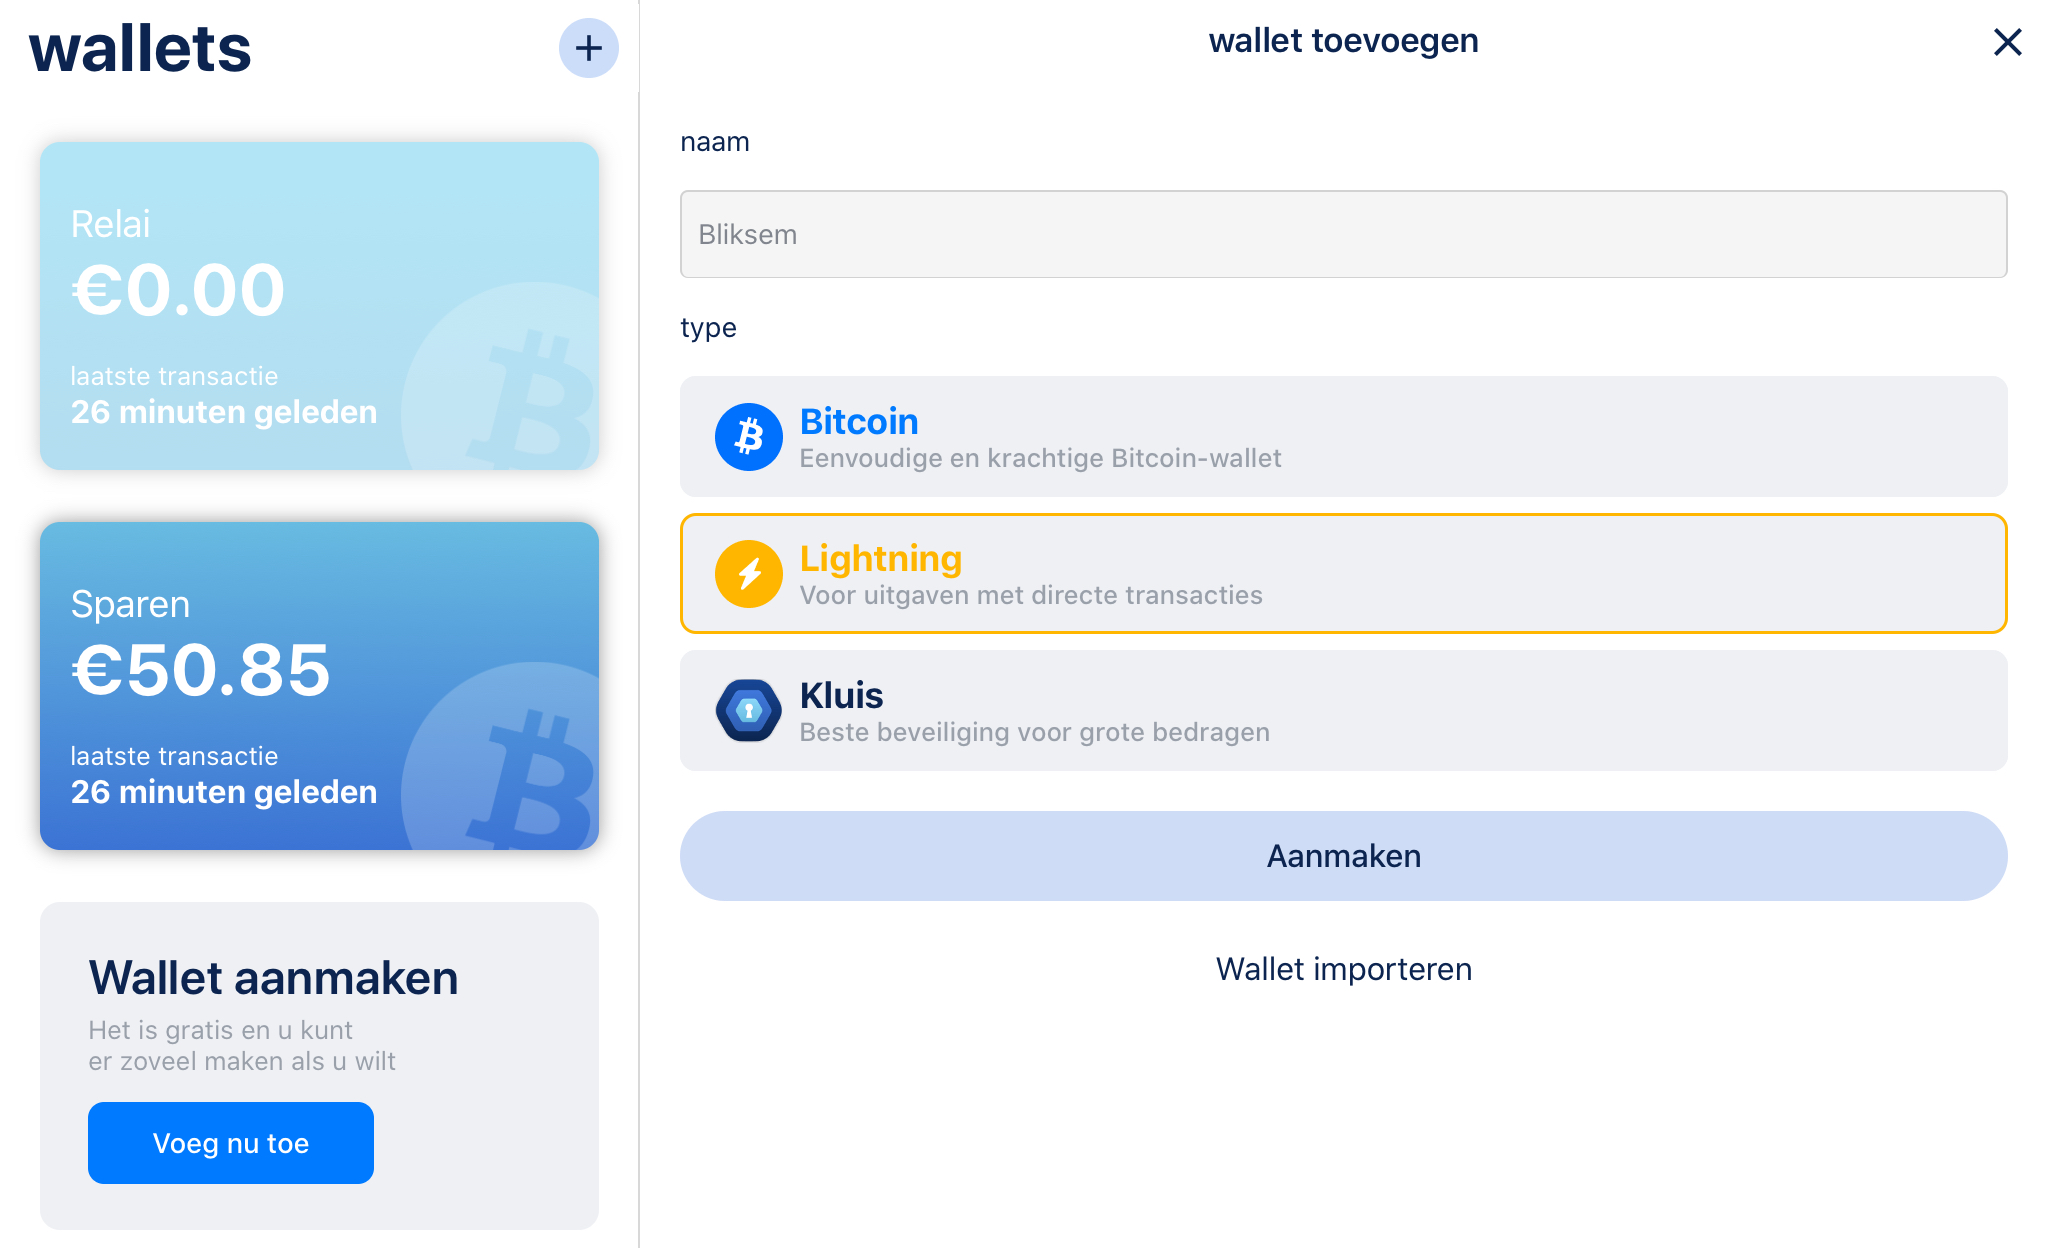 wallets
Relai
€0.00
laatste transactie
26 minuten geleden
Sparen
€50.85
laatste transactie
26 minuten geleden
Wallet aanmaken
Het is gratis en u kunt
er zoveel maken als u wilt
Voeg nu toe
wallet toevoegen
naam
Bliksem
type
Bitcoin
Eenvoudige en krachtige Bitcoin-wallet
Lightning
Voor uitgaven met directe transacties
Kluis
Beste beveiliging voor grote bedragen
Aanmaken
Wallet importeren